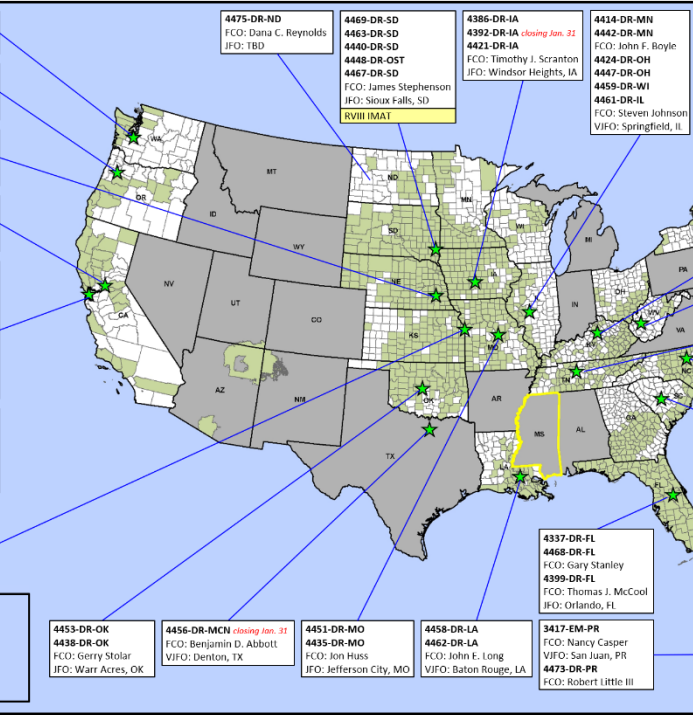 4475-DR-ND
FCO: Dana C. Reynolds
JFO: TBD
4469-DR-SD
4463-DR-SD
4440-DR-SD
4448-DR-OST
4467-DR-SD
FCO: James Stephenson
JFO: Sioux Falls, SD
RVIII IMAT
4386-DR-IA
4392-DR-IA closing Jan. 31
4421-DR-IA
FCO: Timothy J. Scranton
JFO: Windsor Heights, IA
4414-DR-MN
4442-DR-MN
FCO: John F. Boyle
4424-DR-OH
4447-DR-OH
4459-DR-WI
4461-DR-IL
FCO: Steven Johnson
VJFO: Springfield, IL
WA
MT
ND
MN
OR
ID
SD
WI
MI
WY
IA
PA
NE
NV
UT
IN
OH
CO
WV
CA
KS
MO
VA
KY
NC
TN
AZ
NM
OK
AR
SC
MS
AL
GA
TX
LA
FL
4337-DR-FL
4468-DR-FL
FCO: Gary Stanley
4399-DR-FL
FCO: Thomas J. McCool
JFO: Orlando, FL
4453-DR-OK
4438-DR-OK
FCO: Gerry Stolar
JFO: Warr Acres, OK
4456-DR-MCN closing Jan. 31
FCO: Benjamin D. Abbott
VJFO: Denton, TX
4451-DR-MO
4435-DR-MO
FCO: Jon Huss
JFO: Jefferson City, MO
4458-DR-LA
4462-DR-LA
FCO: John E. Long
VJFO: Baton Rouge, LA
3417-EM-PR
FCO: Nancy Casper
VJFO: San Juan, PR
4473-DR-PR
FCO: Robert Little III